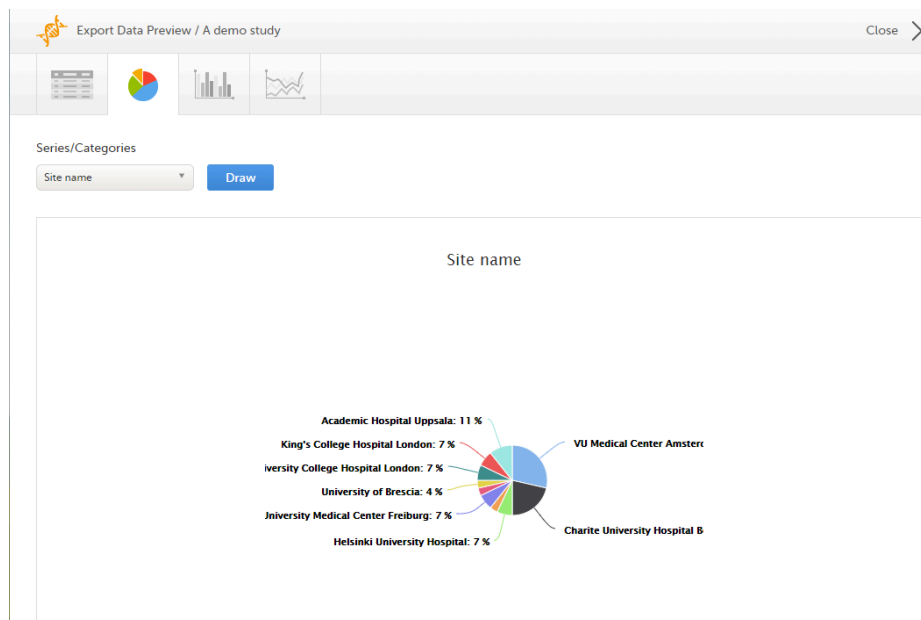 Export Data Preview / A demo study
Close
Series/Categories
Site name
Draw
Site name
Academic Hospital Uppsala: 11 %
King's College Hospital London: 7 %
iversity College Hospital London: 7 %
University of Brescia: 4 %
University Medical Center Freiburg: 7 %
Helsinki University Hospital: 7 %
VU Medical Center Amster
Charite University Hospital B